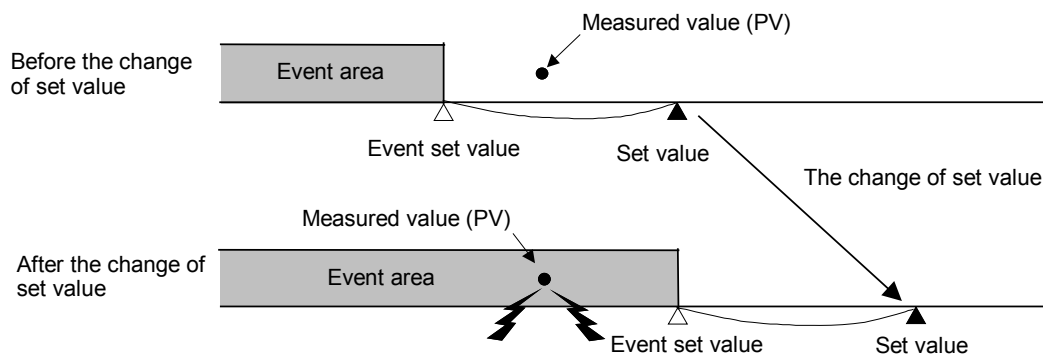 Measured value (PV)
Before the change
of set value
Event area
Event set value
Set value
The change of set value
Measured value (PV)
After the change of
set value
Event area
Event set value
Set value